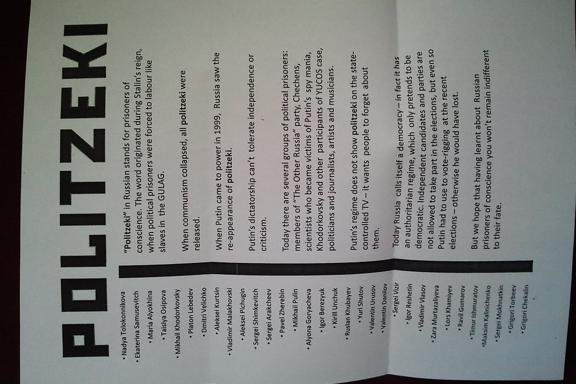 POLITZEKI
"Politzeki" in Russian stands for prisoners of
conscience. The word originated during Stalin's reign,
when political prisoners were forced to labour like
slaves in the GULAG.
When communism collapsed, all politzeki were
released.
When Putin came to power in 1999, Russia saw the
re-appearance of politzeki.
Putin's dictatorship can't tolerate independence or
criticism.
Today there are several groups of political prisoners:
members of "The Other Russia" party, Chechens,
scientists who became victims of Putin's spy mania,
Khodorkovsky and other participants of YUCOS case,
politicians and journalists, artists and musicians.
Putin's regime does not show politzeki on the state-
controlled TV – it wants people to forget about
them.
Today Russia calls itself a democracy – in fact it has
an authoritarian regime, which only pretends to be
democratic. Independent candidates and parties are
not allowed to take part in the elections, but even so
Putin had to use to vote-rigging at the recent
elections – otherwise he would have lost.
But we hope that having learnt about Russian
prisoners of conscience you won't remain indifferent
to their fate.
• Nadya Tolokonnikova
• Ekaterina Samusevich
• Maria Alyokhina
• Taisiya Osipova
• Mikhail Khodorkovsky
• Platon Lebedev
• Dmitri Velichko
• Aleksei Kurtsin
• Vladimir Malakhovski
• Aleksei Pichugin
• Sergei Shimkevitch
• Sergei Arakcheev
• Pavel Zherebin
• Mikhail Pulin
• Alyona Goryacheva
• Igor Berezyuk
• Kirill Unchuk
• Ruslan Khubayev
• Yuri Shutov
• Valentin Urusov
• Valentin Danilov
• Sergei Vizir
• Igor Reshetin
• Vladimir Vlasov
• Zara Murtazaliyeva
• Lors Khamiyev
• Ravil Gumarov
• Timur Ishmuratov
• Maksim Kalinichenko
• Sergei Mokhnatkin
• Grigori Torbeev
• Grigori Chekalin